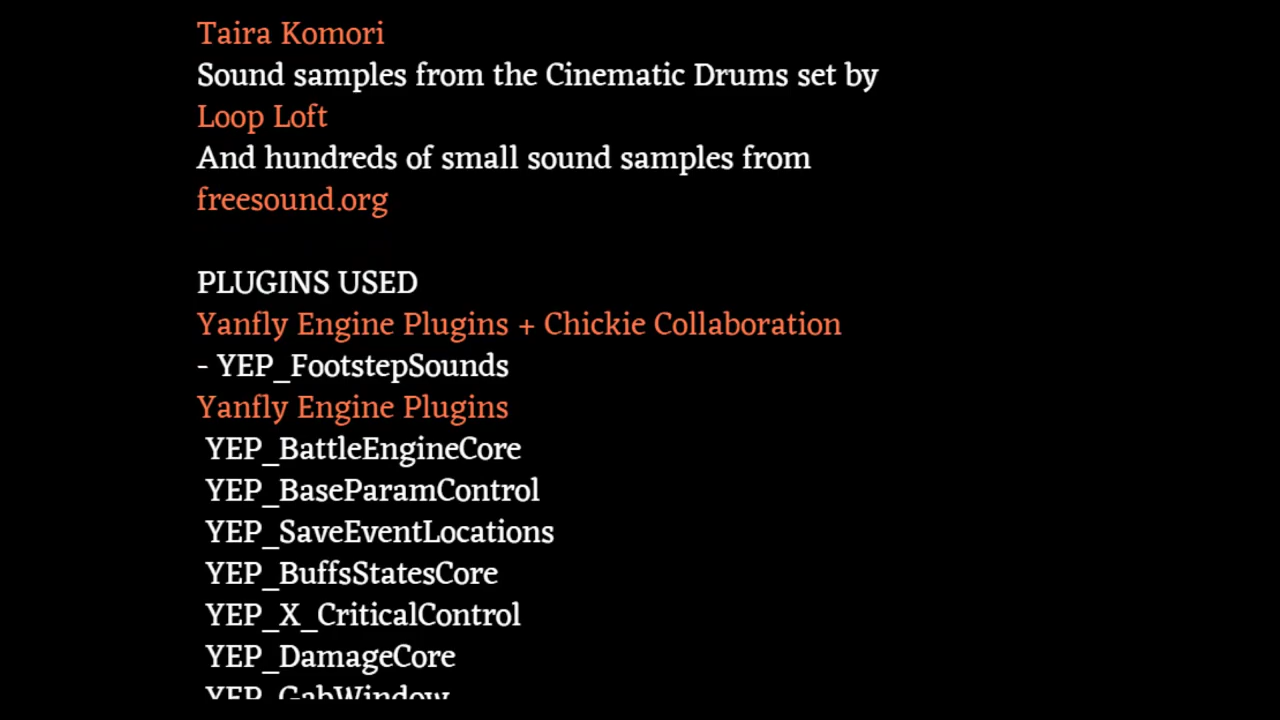 Taira Komori
Sound samples from the Cinematic Drums set by
Loop Loft
And hundreds of small sound samples from
freesound.org
PLUGINS USED
Yanfly Engine Plugins + Chickie Collaboration
- YEP_FootstepSounds
Yanfly Engine Plugins
YEP_BattleEngineCore
YEP_BaseParamControl
YEP_SaveEventLocations
YEP_BuffsStatesCore
YEP_X_CriticalControl
YEP_DamageCore
YEP_GabWindow